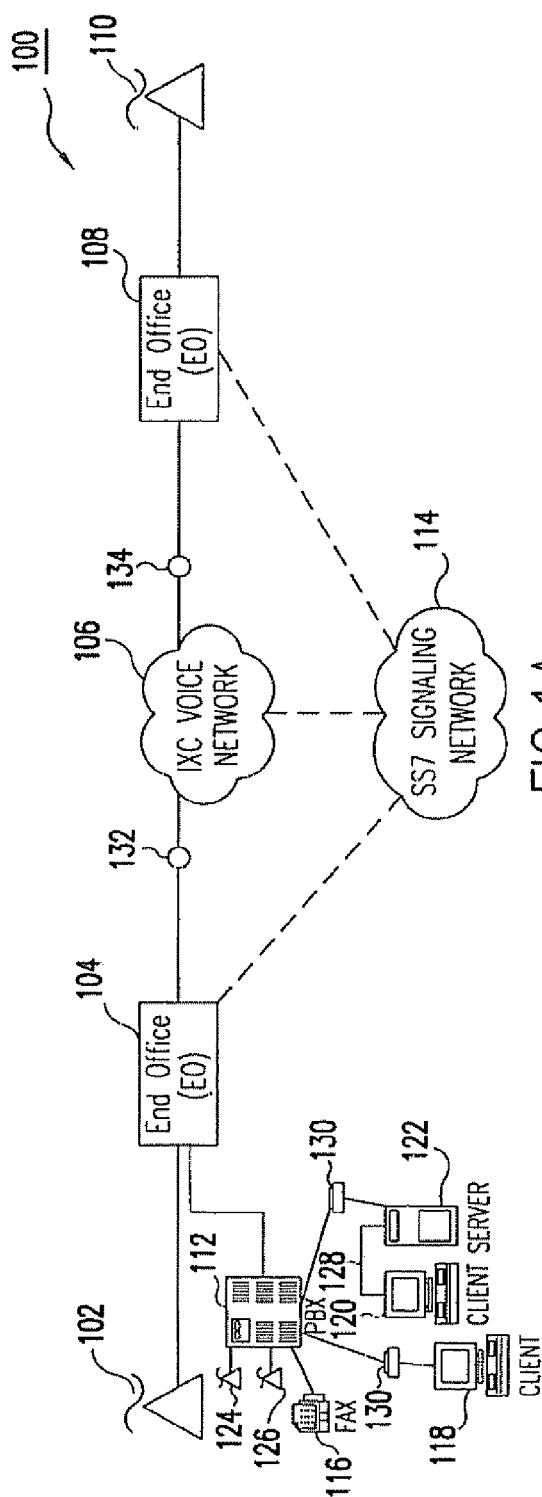 100
110
108
End Office
(EO)
134
106
IXC VOICE
NETWORK
114
SS7 SIGNALING
NETWORK
132
104
End Office
(EO)
102
112
PBX
124
126
116
FAX
130
118
CLIENT
120
128
130
122
CLIENT SERVER
FIG.1A